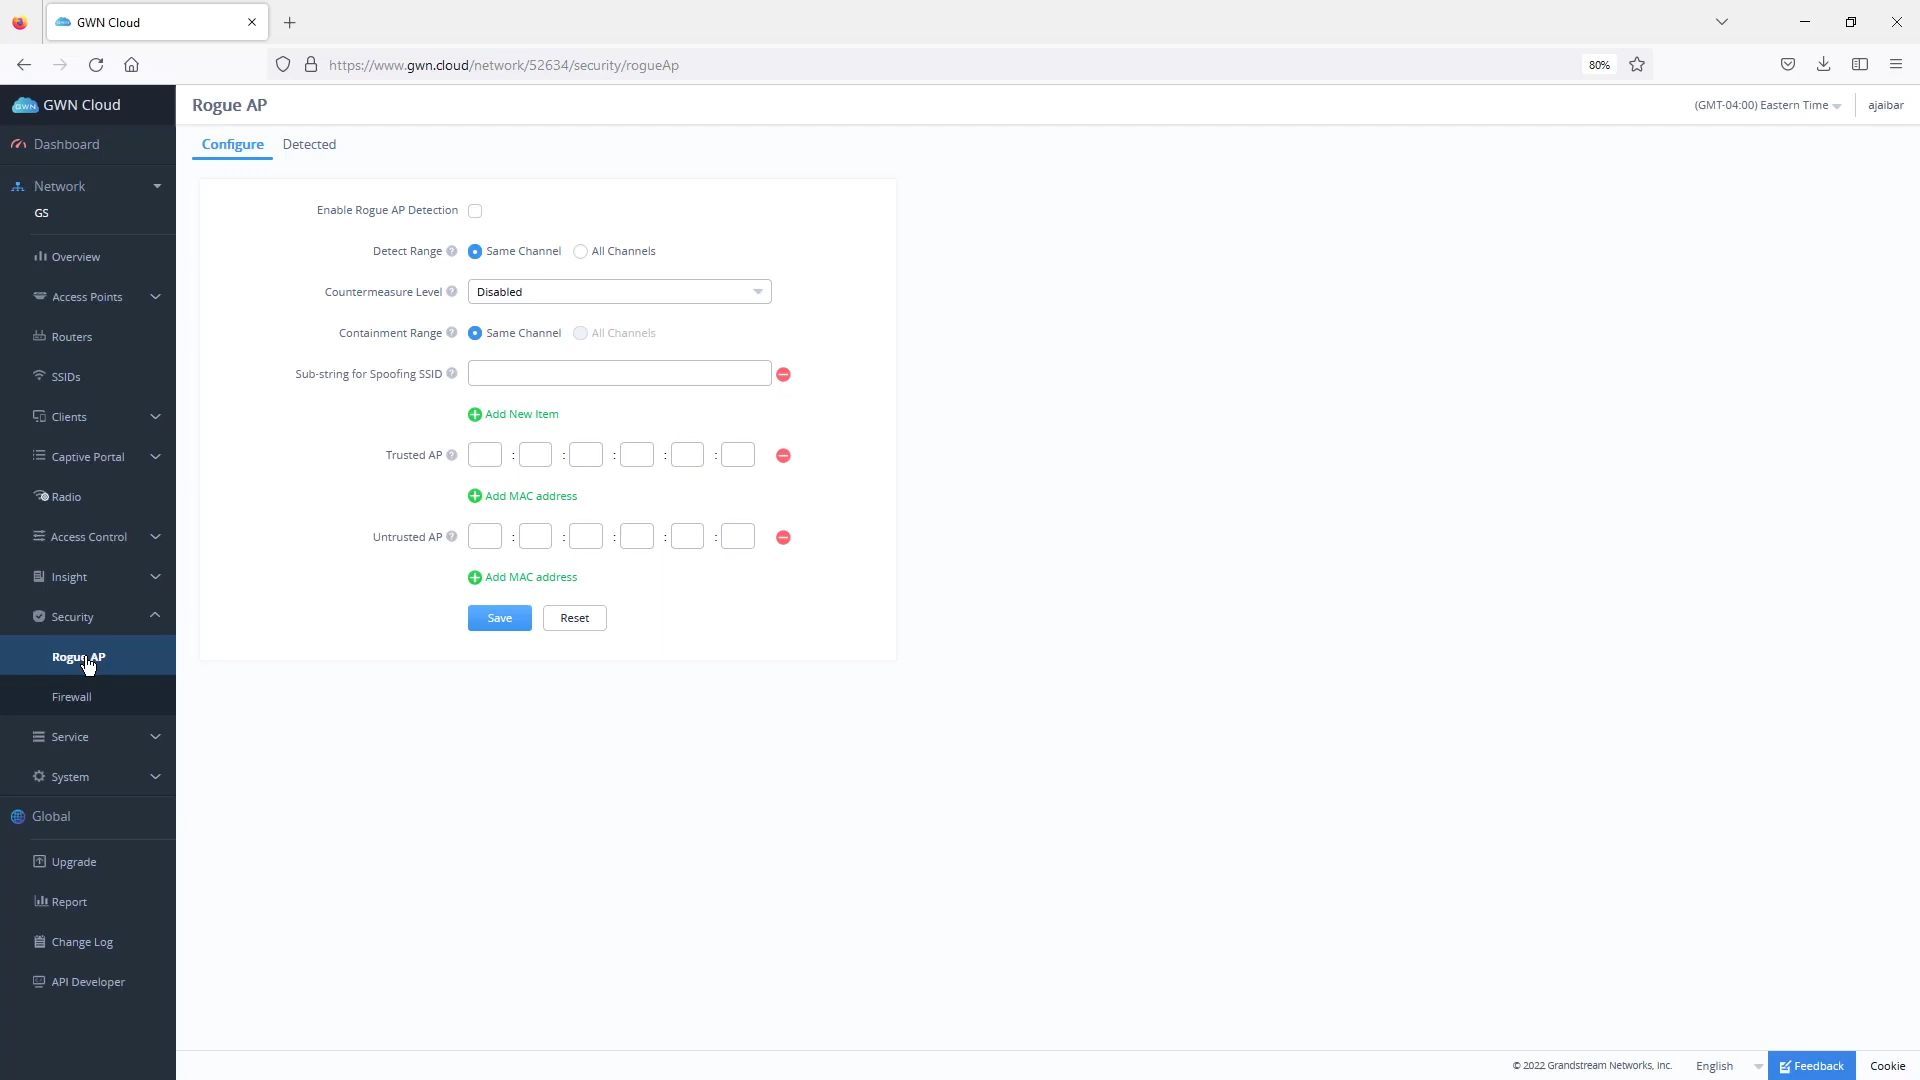 GWN Cloud
https://www.gwn.cloud/network/52634/security/rogueAp
80%
GWN GWN Cloud
Rogue AP
(GMT-04:00) Eastern Time
ajaibar
Dashboard
Configure
Detected
Network
GS
Enable Rogue AP Detection
Overview
Detect Range ? Same Channel All Channels
Access Points
Countermeasure Level ? Disabled
Routers
Containment Range ? Same Channel All Channels
SSIDs
Sub-string for Spoofing SSID ?
Clients
Add New Item
Captive Portal
Trusted AP ? : : : : :
Radio
Add MAC address
Access Control
Untrusted AP ? : : : : :
Insight
Add MAC address
Security
Save
Reset
Rogue AP
Firewall
Service
System
Global
Upgrade
Report
Change Log
API Developer
© 2022 Grandstream Networks, Inc.
English
Feedback
Cookie